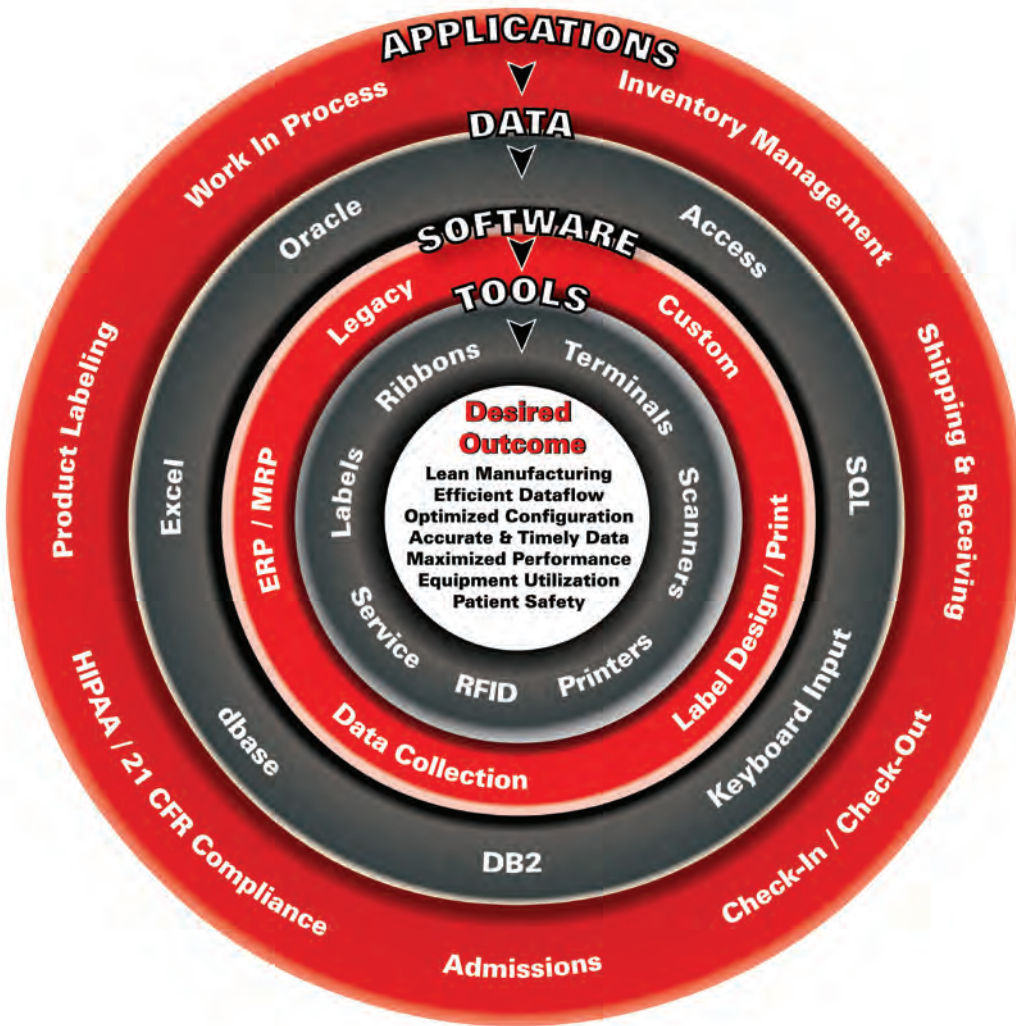 APPLICATIONS
Work In Process
Inventory Management
Product Labeling
Shipping & Receiving
HIPAA / 21 CFR Compliance
Check-In / Check-Out
Admissions
DATA
Oracle
Access
Excel
SQL
dbase
Keyboard Input
DB2
SOFTWARE
Legacy
Custom
ERP / MRP
Label Design / Print
Data Collection
TOOLS
Ribbons
Terminals
Labels
Scanners
Service
RFID
Printers
Desired
Outcome
Lean Manufacturing
Efficient Dataflow
Optimized Configuration
Accurate & Timely Data
Maximized Performance
Equipment Utilization
Patient Safety